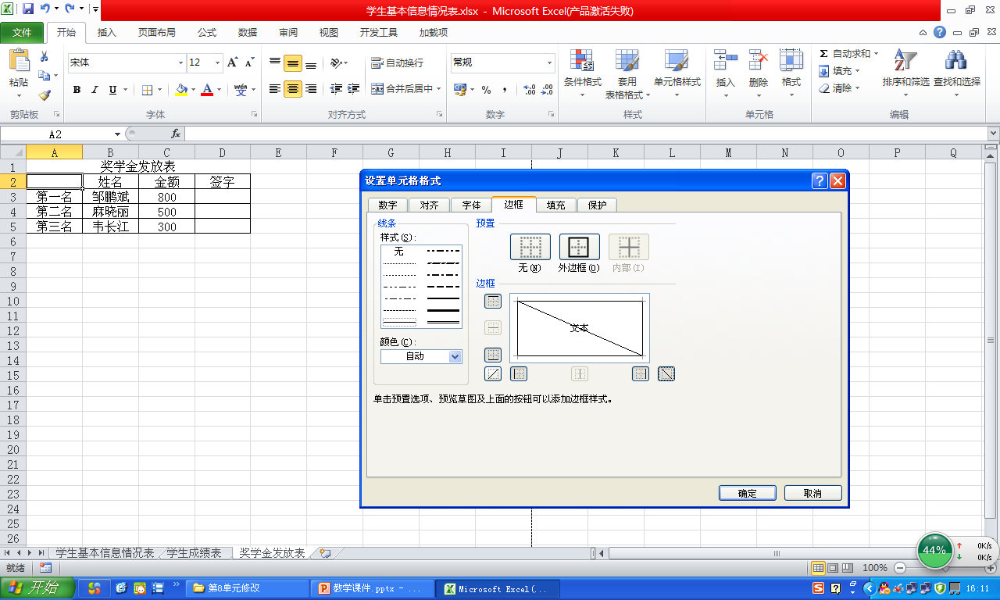 学生基本信息情况表.xlsx - Microsoft Excel(产品激活失败)
文件 开始 插入 页面布局 公式 数据 审阅 视图 开发工具 加载项
粘贴 宋体 12 A A 自动换行 常规 条件格式 套用 单元格样式 插入 删除 格式 Σ 自动求和 排序和筛选 查找和选择
表格格式 填充
B I U A 合并后居中 % , 清除
剪贴板 字体 对齐方式 数字 样式 单元格 编辑
A2 fx
A B C D E F G H I J K L M N O P Q
1 奖学金发放表
2 姓名 金额 签字
3 第一名 邹鹏斌 800
4 第二名 麻晓丽 500
5 第三名 韦长江 300
6
7
8
9
10
11
12
13
14
15
16
17
18
19
20
21
22
23
24
25
26
设置单元格格式
数字 对齐 字体 边框 填充 保护
线条 预置
样式(S):
无
无(N) 外边框(O) 内部(I)
边框
文本
颜色(C):
自动
单击预置选项、预览草图及上面的按钮可以添加边框样式。
确定 取消
学生基本信息情况表 学生成绩表 奖学金发放表
44% 0K/s
0K/s
就绪 100%
开始 第8单元修改 教学课件.pptx - ... Microsoft Excel(... 16:11